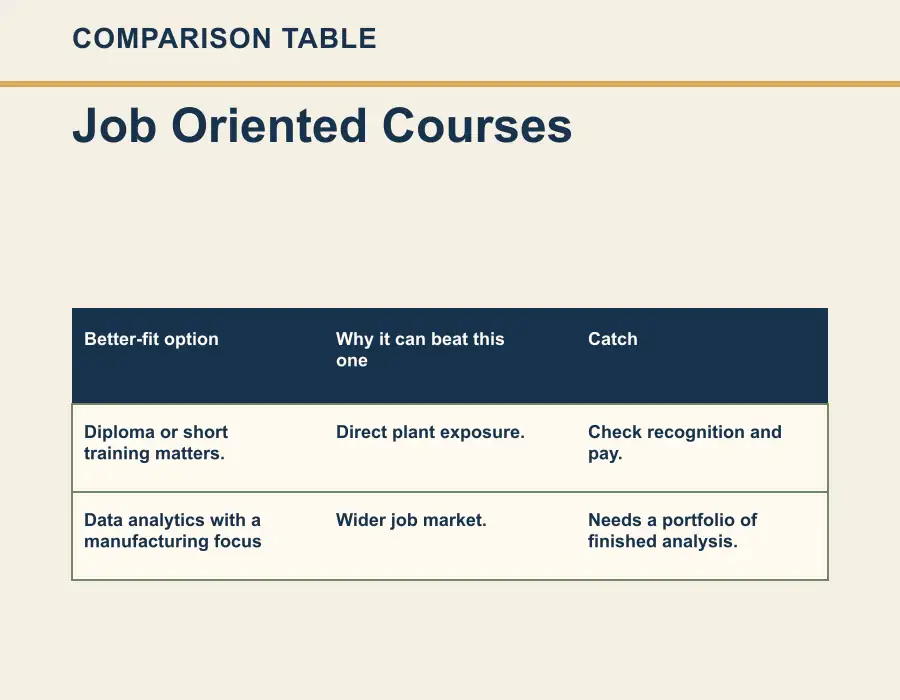 COMPARISON TABLE
Job Oriented Courses
Better-fit option
Why it can beat this
one
Catch
Diploma or short
training matters.
Direct plant exposure.
Check recognition and
pay.
Data analytics with a
manufacturing focus
Wider job market.
Needs a portfolio of
finished analysis.